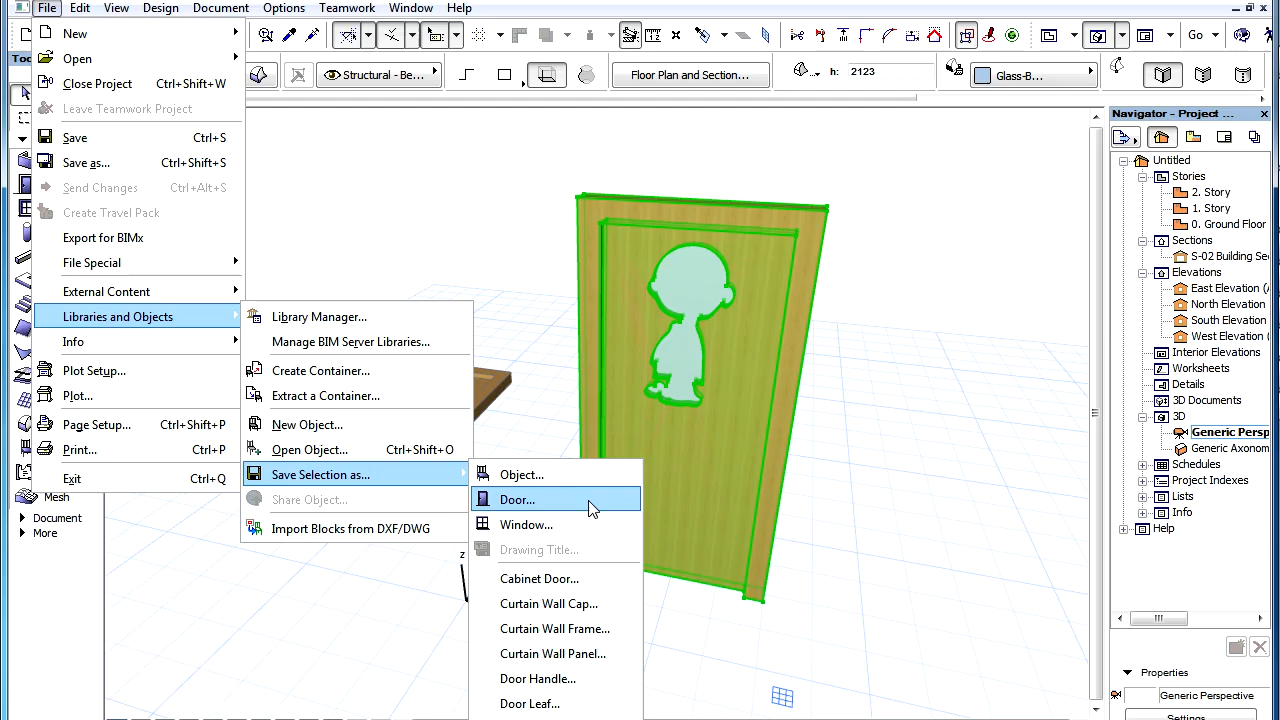 File Edit View Design Document Options Teamwork Window Help
New
Open
Close Project Ctrl+Shift+W
Leave Teamwork Project
Save Ctrl+S
Save as... Ctrl+Shift+S
Send Changes Ctrl+Alt+S
Create Travel Pack
Export for BIMx
File Special
External Content
Libraries and Objects
Info
Plot Setup...
Plot...
Page Setup... Ctrl+Shift+P
Print... Ctrl+P
Exit Ctrl+Q
Mesh
Document
More
Library Manager...
Manage BIM Server Libraries...
Create Container...
Extract a Container...
New Object...
Open Object... Ctrl+Shift+O
Save Selection as...
Share Object...
Import Blocks from DXF/DWG
Object...
Door...
Window...
Drawing Title...
Cabinet Door...
Curtain Wall Cap...
Curtain Wall Frame...
Curtain Wall Panel...
Door Handle...
Door Leaf...
z
Go
Structural - Be...
Floor Plan and Section...
h: 2123
Glass-B...
Navigator - Project ...
Untitled
Stories
2. Story
1. Story
0. Ground Floor
Sections
S-02 Building Se
Elevations
East Elevation (A
North Elevation
South Elevation
West Elevation (
Interior Elevations
Worksheets
Details
3D Documents
3D
Generic Persp
Generic Axonom
Schedules
Project Indexes
Lists
Info
Help
Properties
Generic Perspective
Settings